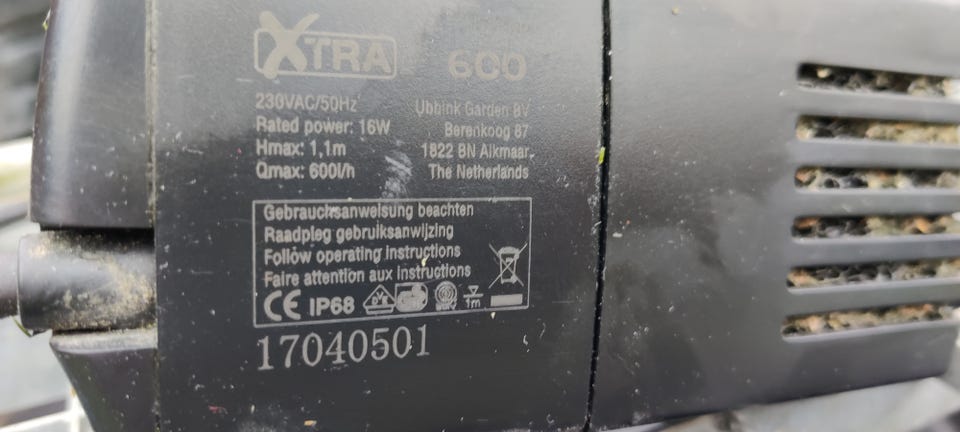 XTRA 600
230VAC/50Hz
Rated power: 16W
Hmax: 1,1m
Qmax: 600l/h
Ubbink Garden BV
Berenkoog 87
1822 BN Alkmaar,
The Netherlands
Gebrauchsanweisung beachten
Raadpleg gebruiksanwijzing
Follow operating instructions
Faire attention aux instructions
CE IP68 1m
17040501